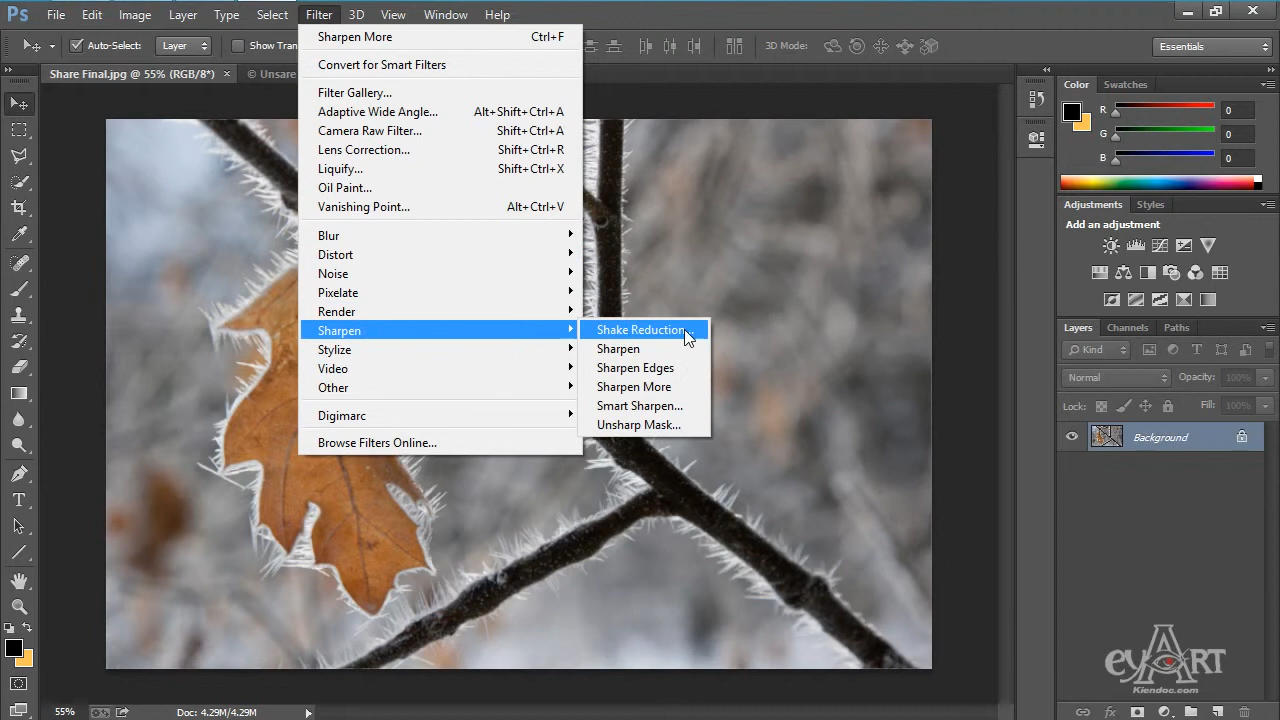 Ps File Edit Image Layer Type Select Filter 3D View Window Help
Auto-Select: Layer Show Tran 3D Mode: Essentials
Share Final.jpg @ 55% (RGB/8*) × © Unsare
Sharpen More Ctrl+F
Convert for Smart Filters
Filter Gallery...
Adaptive Wide Angle... Alt+Shift+Ctrl+A
Camera Raw Filter... Shift+Ctrl+A
Lens Correction... Shift+Ctrl+R
Liquify... Shift+Ctrl+X
Oil Paint...
Vanishing Point... Alt+Ctrl+V
Blur
Distort
Noise
Pixelate
Render
Sharpen
Stylize
Video
Other
Digimarc
Browse Filters Online...
Shake Reduction...
Sharpen
Sharpen Edges
Sharpen More
Smart Sharpen...
Unsharp Mask...
Color Swatches
R 0
G 0
B 0
Adjustments Styles
Add an adjustment
Layers Channels Paths
Kind
Normal Opacity: 100%
Lock: Fill: 100%
Background
eyART
Kiendoc.com
55% Doc: 4.29M/4.29M